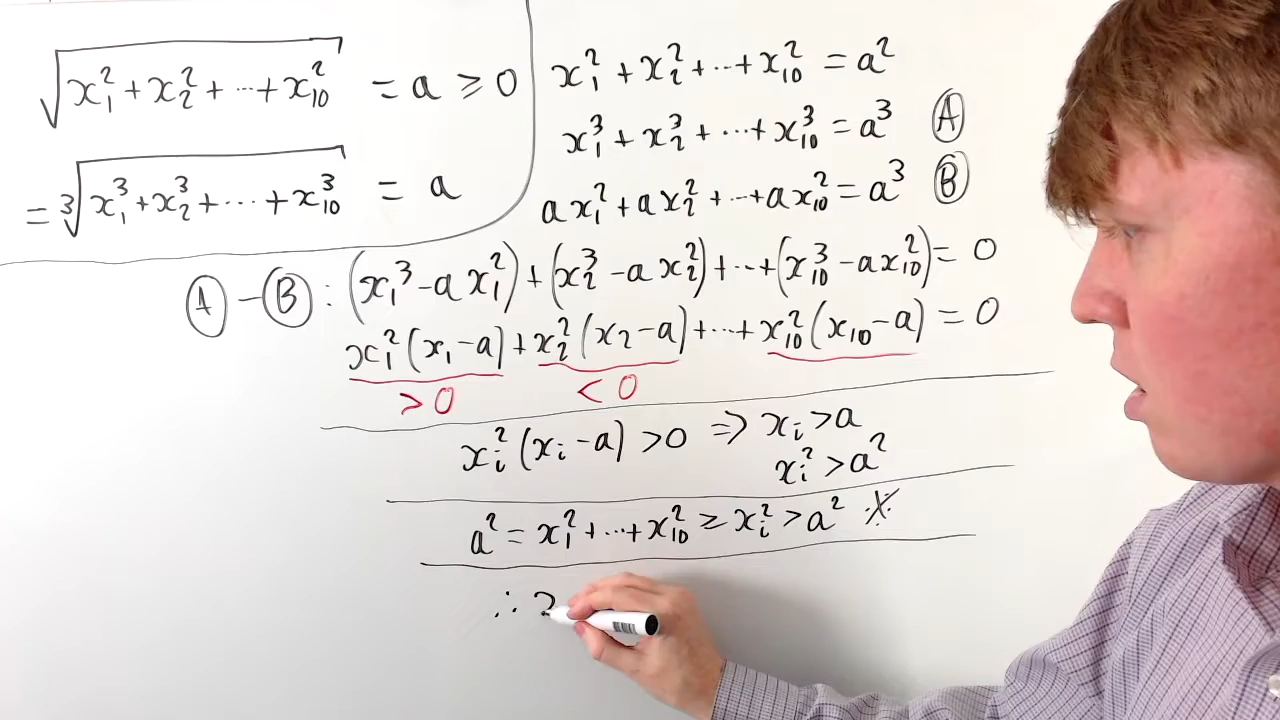 √(x₁² + x₂² + ··· + x₁₀²) = a ≥ 0
= ³√(x₁³ + x₂³ + ··· + x₁₀³) = a
x₁² + x₂² + ··· + x₁₀² = a²
x₁³ + x₂³ + ··· + x₁₀³ = a³ Ⓐ
ax₁² + ax₂² + ··· + ax₁₀² = a³ Ⓑ
Ⓐ - Ⓑ : (x₁³ - ax₁²) + (x₂³ - ax₂²) + ··· + (x₁₀³ - ax₁₀²) = 0
x₁²(x₁ - a) + x₂²(x₂ - a) + ··· + x₁₀²(x₁₀ - a) = 0
> 0 < 0
xᵢ²(xᵢ - a) > 0 ⇒ xᵢ > a
xᵢ² > a²
a² = x₁² + ··· + x₁₀² ≥ xᵢ² > a² ※
∴